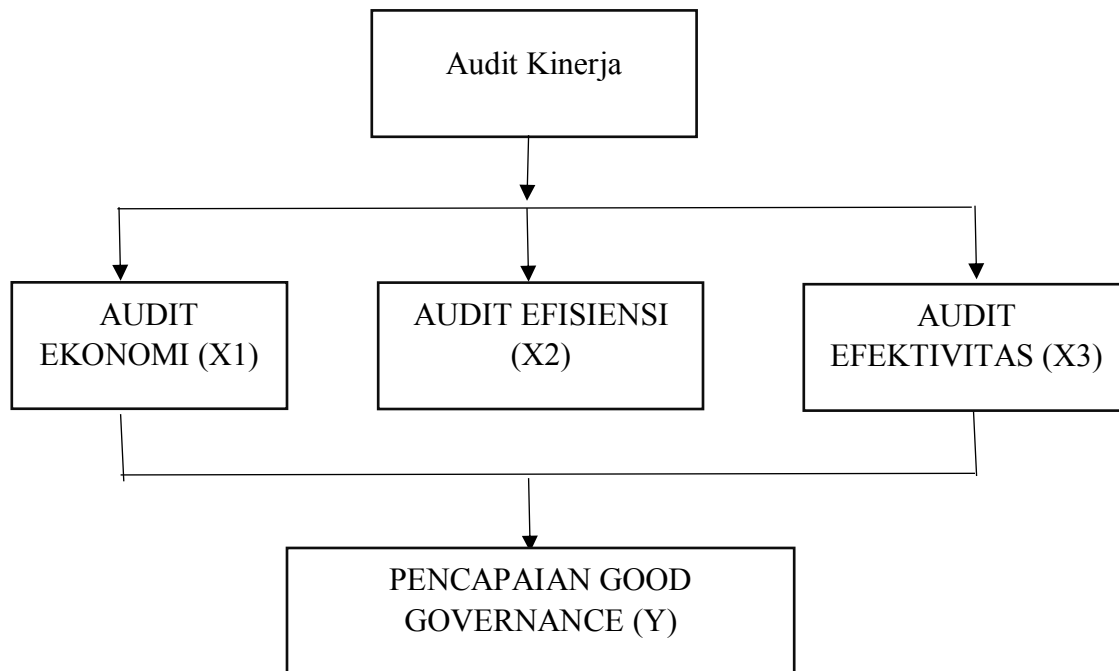 Audit Kinerja
AUDIT
EKONOMI (X1)
AUDIT EFISIENSI
(X2)
AUDIT
EFEKTIVITAS (X3)
PENCAPAIAN GOOD
GOVERNANCE (Y)